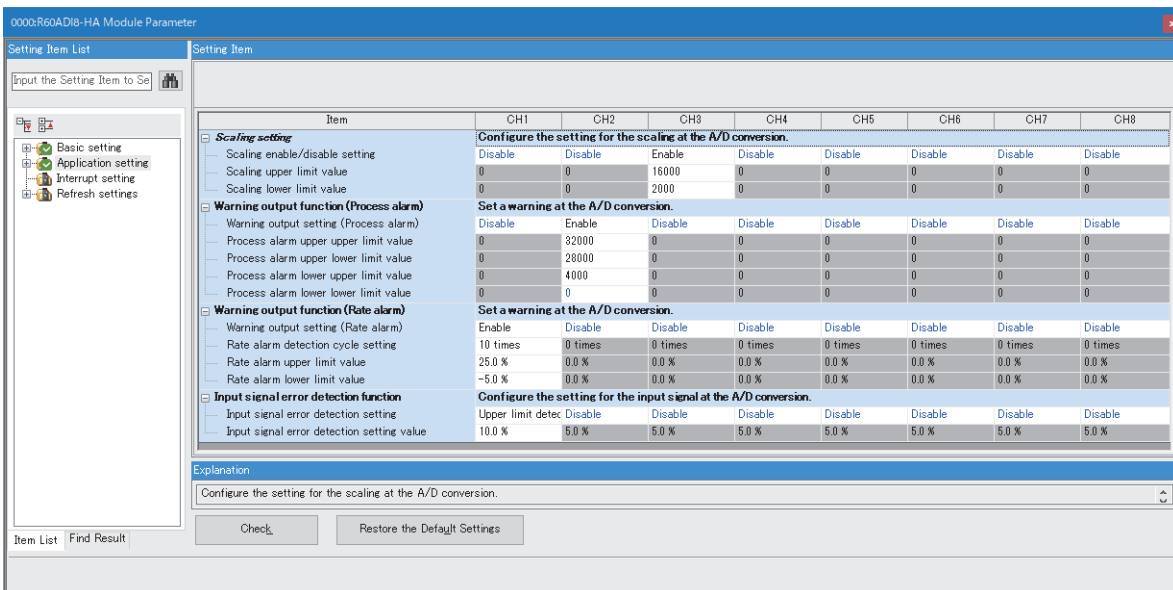 0000:R60ADI8-HA Module Parameter
Setting Item List
Input the Setting Item to Se
Basic setting
Application setting
Interrupt setting
Refresh settings
Item List Find Result
Setting Item
Item CH1 CH2 CH3 CH4 CH5 CH6 CH7 CH8
Scaling setting Configure the setting for the scaling at the A/D conversion.
Scaling enable/disable setting Disable Disable Enable Disable Disable Disable Disable Disable
Scaling upper limit value 0 0 16000 0 0 0 0 0
Scaling lower limit value 0 0 2000 0 0 0 0 0
Warning output function (Process alarm) Set a warning at the A/D conversion.
Warning output setting (Process alarm) Disable Enable Disable Disable Disable Disable Disable Disable
Process alarm upper upper limit value 0 32000 0 0 0 0 0 0
Process alarm upper lower limit value 0 28000 0 0 0 0 0 0
Process alarm lower upper limit value 0 4000 0 0 0 0 0 0
Process alarm lower lower limit value 0 0 0 0 0 0 0 0
Warning output function (Rate alarm) Set a warning at the A/D conversion.
Warning output setting (Rate alarm) Enable Disable Disable Disable Disable Disable Disable Disable
Rate alarm detection cycle setting 10 times 0 times 0 times 0 times 0 times 0 times 0 times 0 times
Rate alarm upper limit value 25.0 % 0.0 % 0.0 % 0.0 % 0.0 % 0.0 % 0.0 % 0.0 %
Rate alarm lower limit value -5.0 % 0.0 % 0.0 % 0.0 % 0.0 % 0.0 % 0.0 % 0.0 %
Input signal error detection function Configure the setting for the input signal at the A/D conversion.
Input signal error detection setting Upper limit detec Disable Disable Disable Disable Disable Disable Disable
Input signal error detection setting value 10.0 % 5.0 % 5.0 % 5.0 % 5.0 % 5.0 % 5.0 % 5.0 %
Explanation
Configure the setting for the scaling at the A/D conversion.
Check Restore the Default Settings